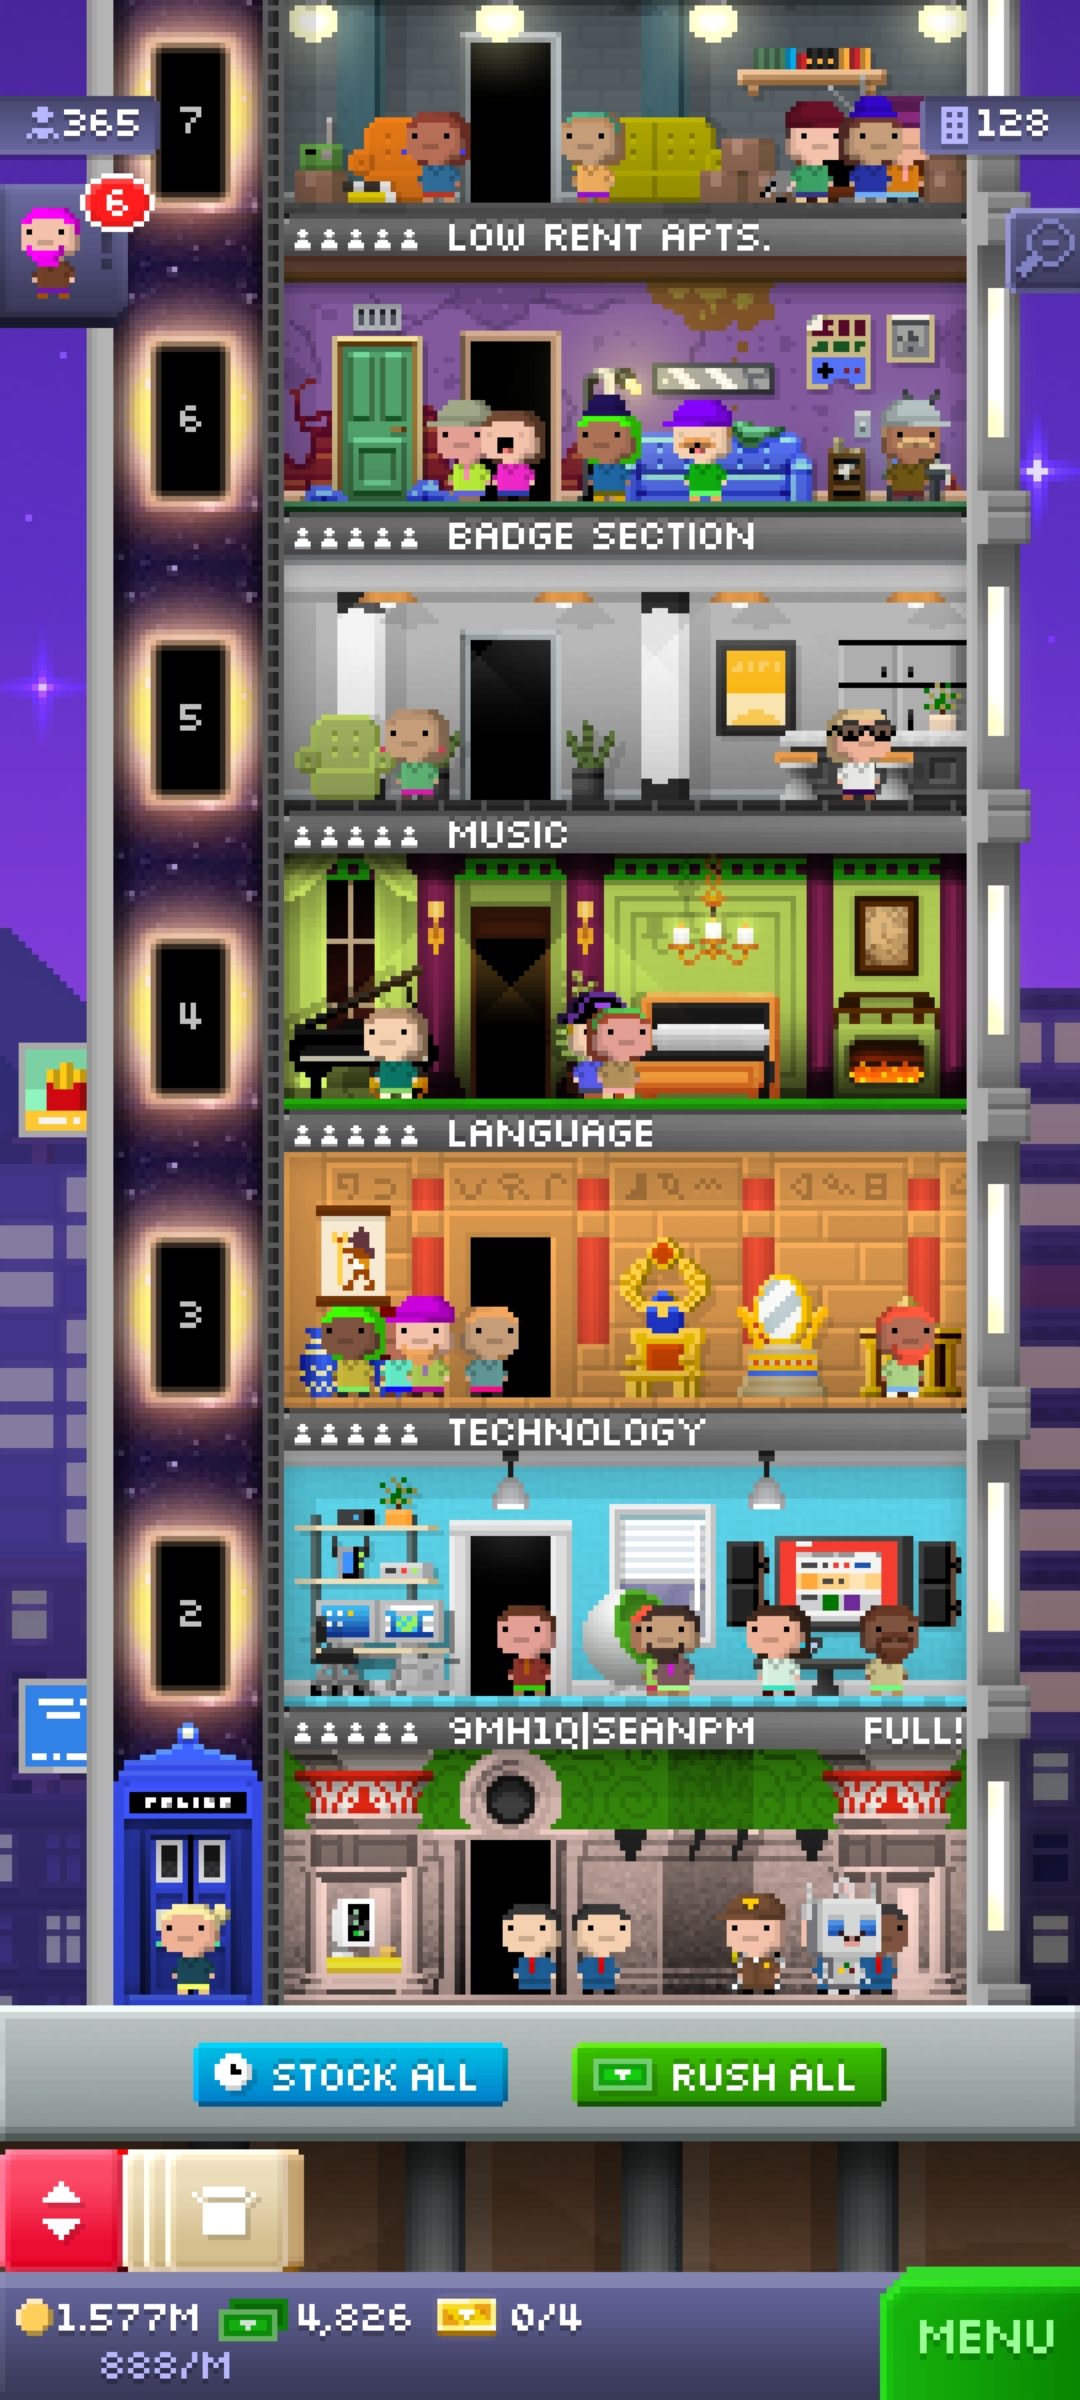 7
365
128
6
LOW RENT APTS.
6
BADGE SECTION
5
MUSIC
4
LANGUAGE
3
TECHNOLOGY
2
9MH1Q|SEANPM FULL!
POLICE
STOCK ALL RUSH ALL
1.577M 4,826 0/4
888/M
MENU